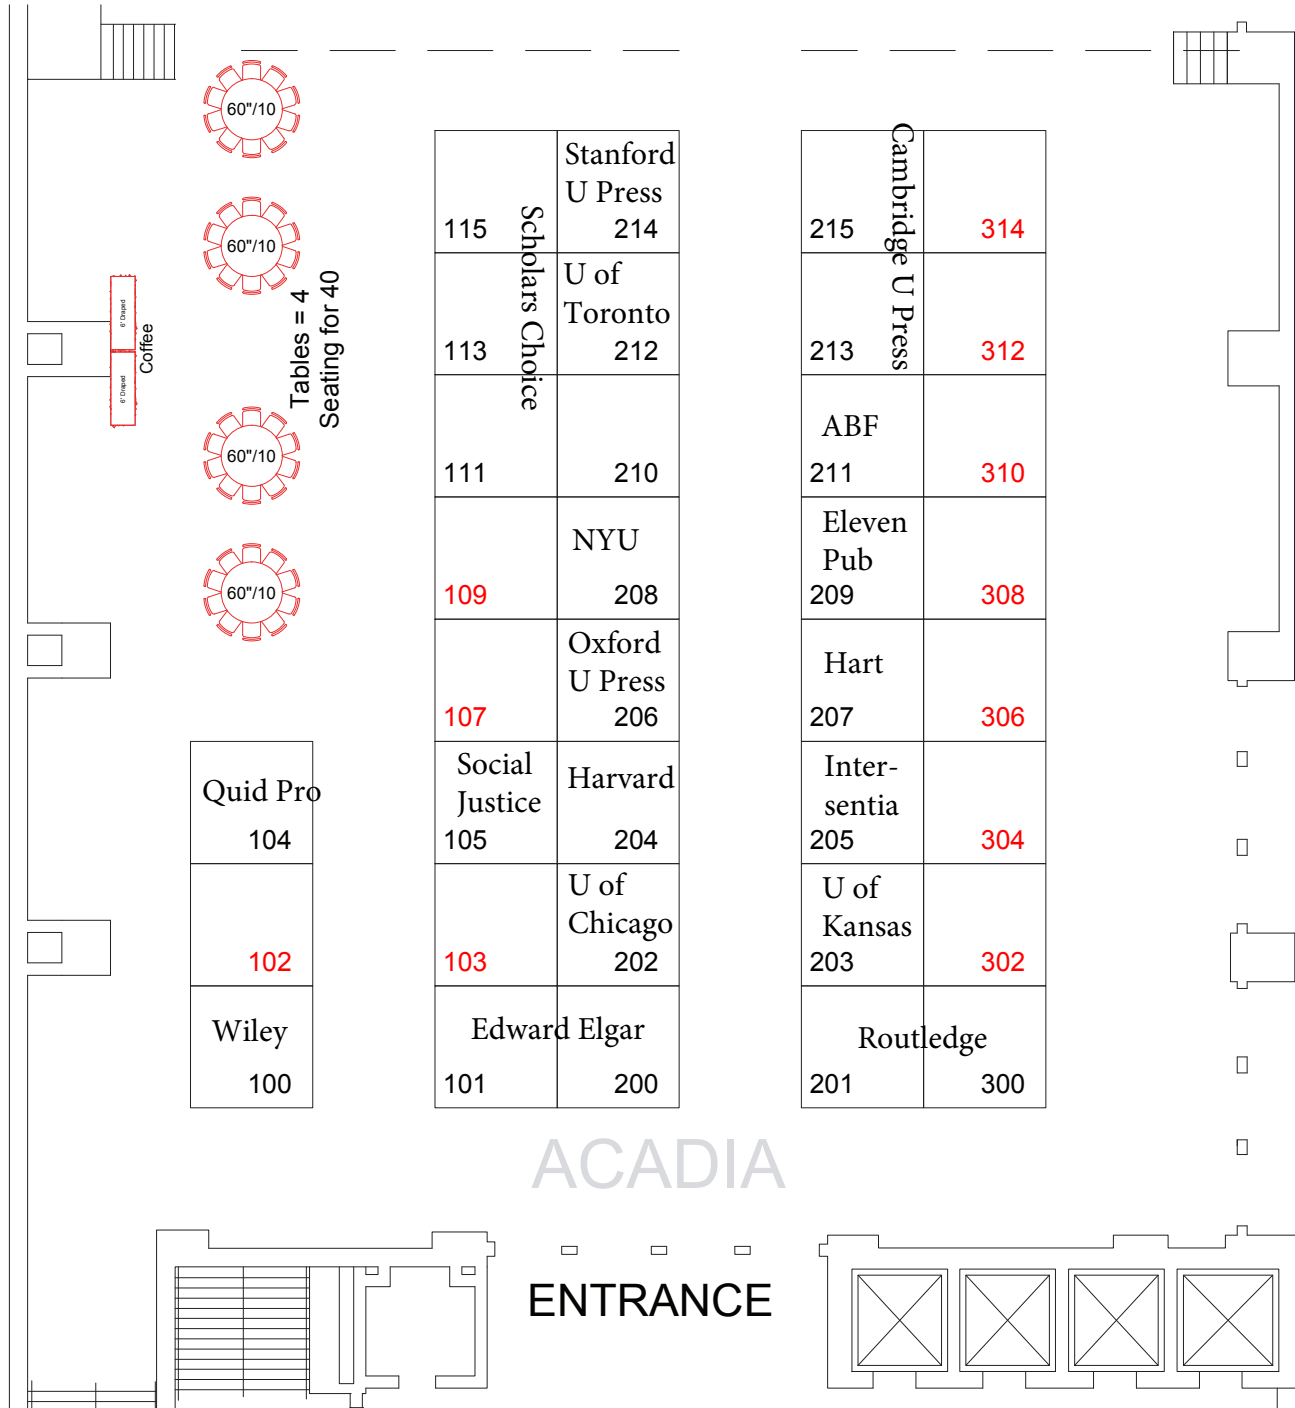 60"/10
60"/10
6' Draped
6' Draped
Coffee
Tables = 4
Seating for 40
60"/10
60"/10
Quid Pro
104
102
Wiley
100
115
Scholars Choice
113
111
109
107
Social
Justice
105
103
Edward Elgar
101
200
Stanford
U Press
214
U of
Toronto
212
210
NYU
208
Oxford
U Press
206
Harvard
204
U of
Chicago
202
215
Cambridge U Press
213
ABF
211
Eleven
Pub
209
Hart
207
Inter-
sentia
205
U of
Kansas
203
Routledge
201
300
314
312
310
308
306
304
302
ACADIA
ENTRANCE